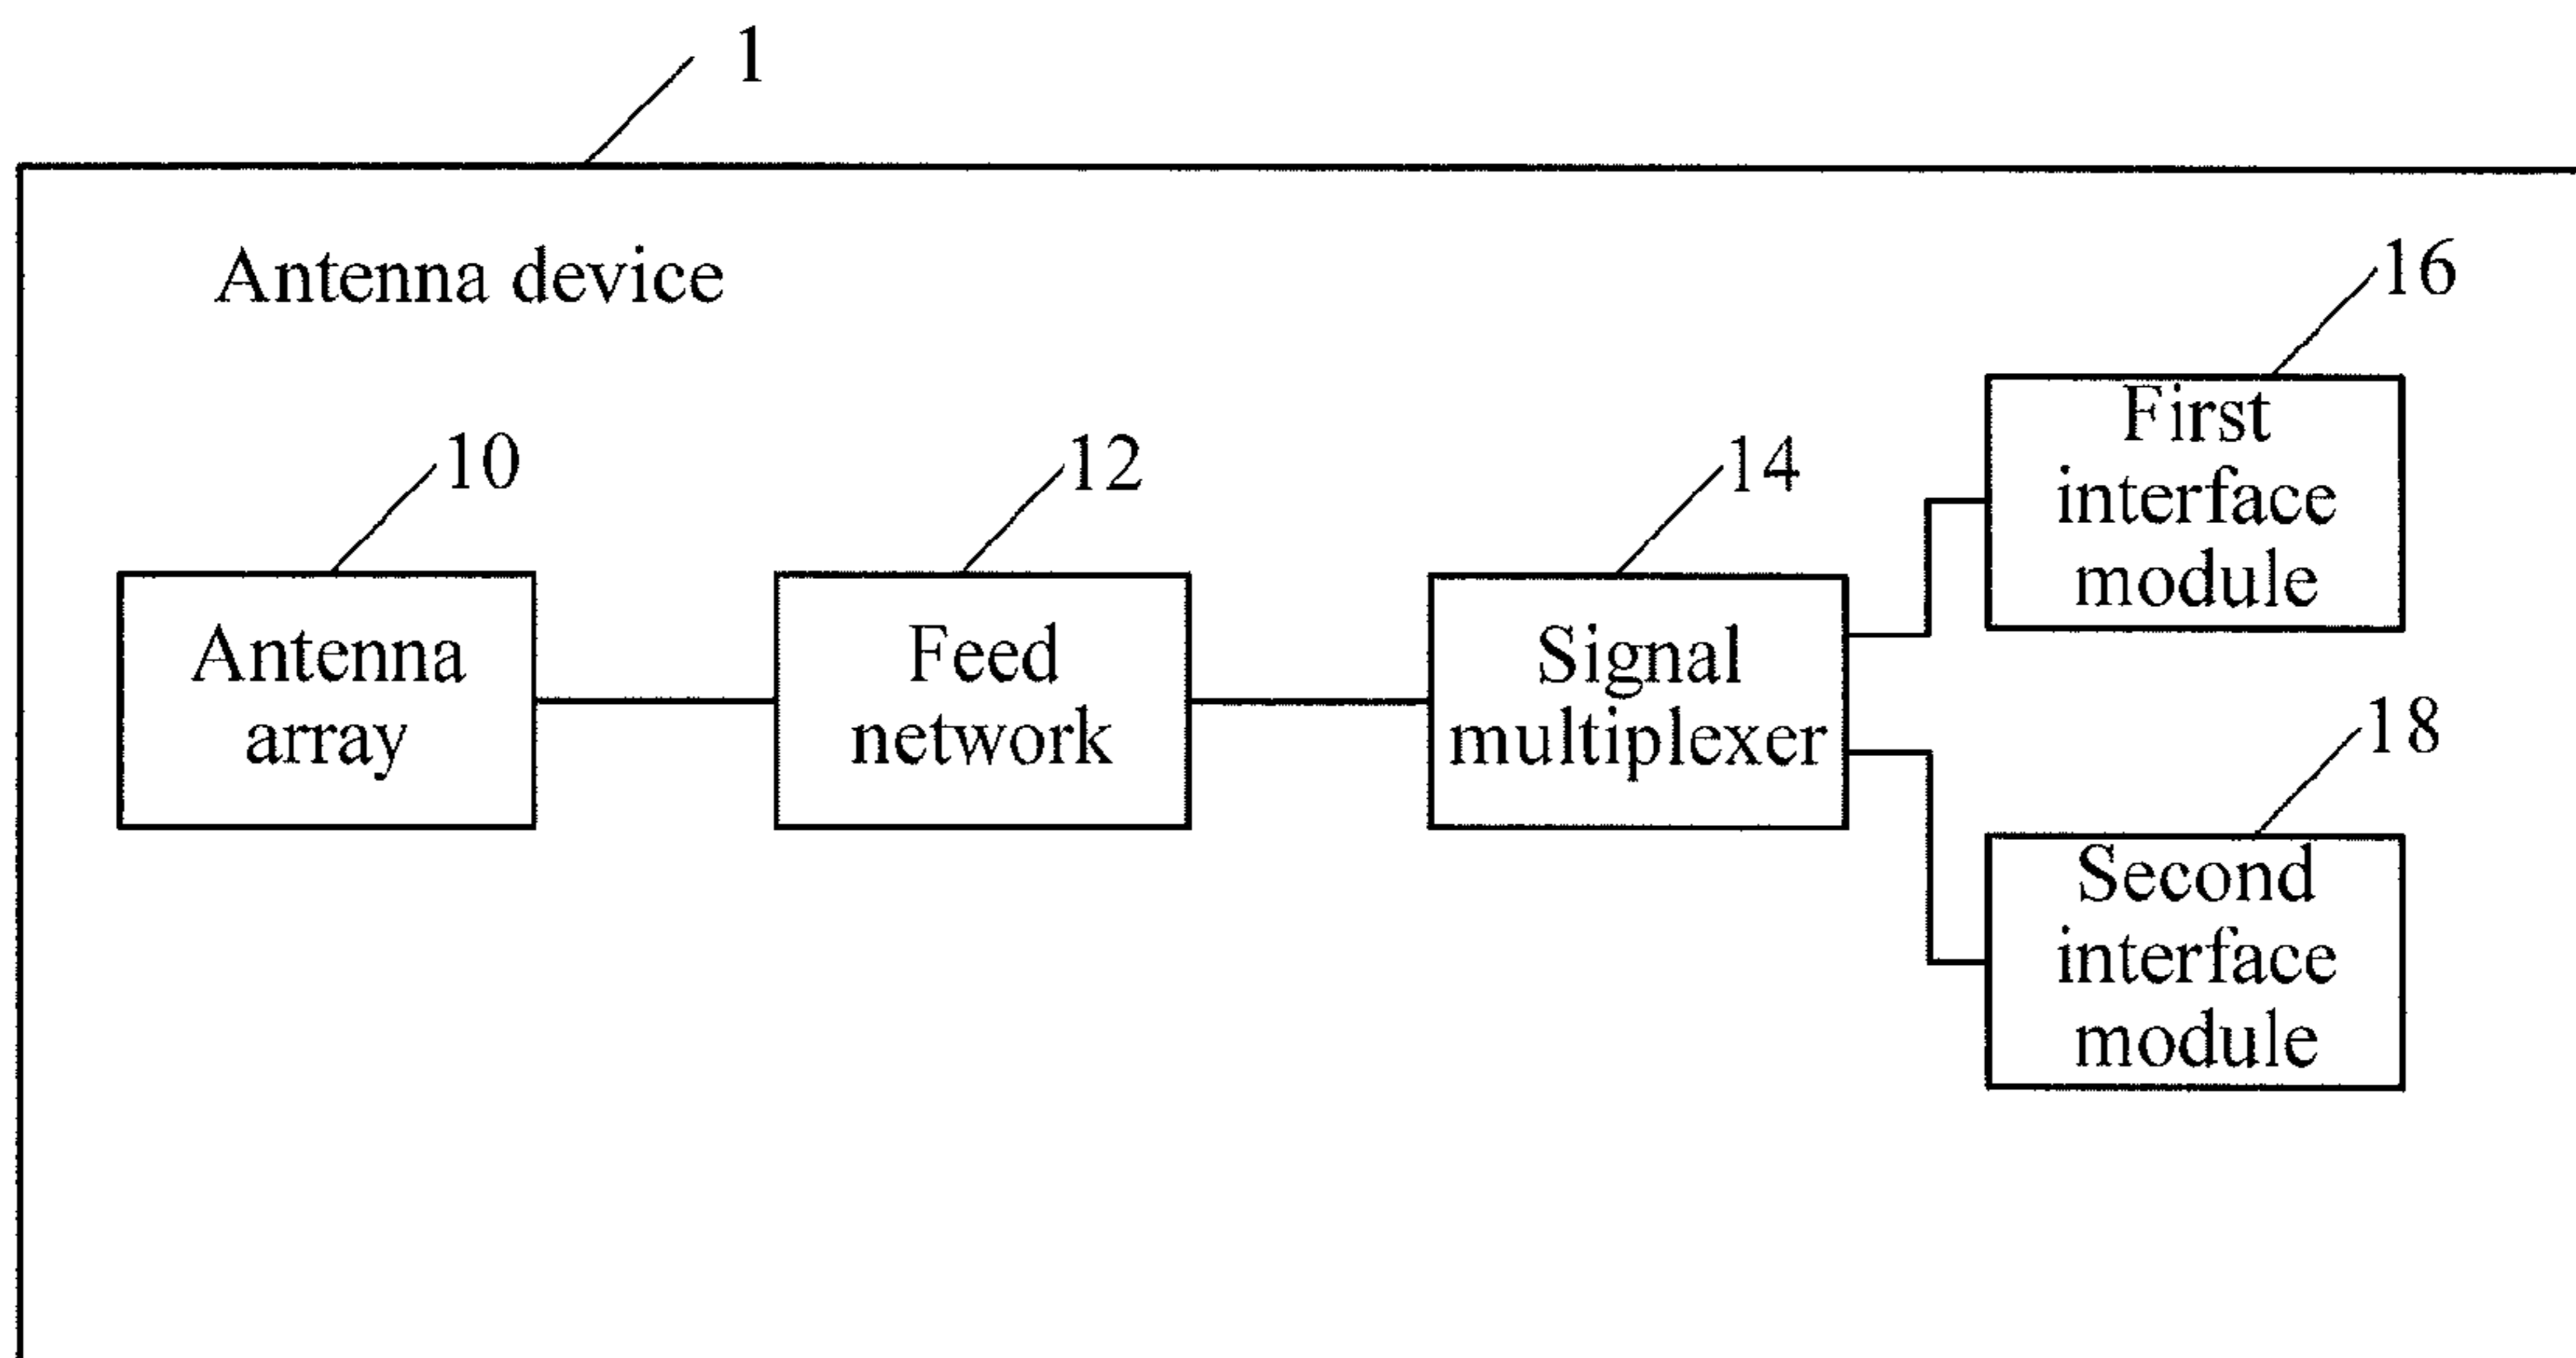 1
Antenna device
16
First
interface
module
10
12
14
Antenna
array
Feed
network
Signal
multiplexer
18
Second
interface
module